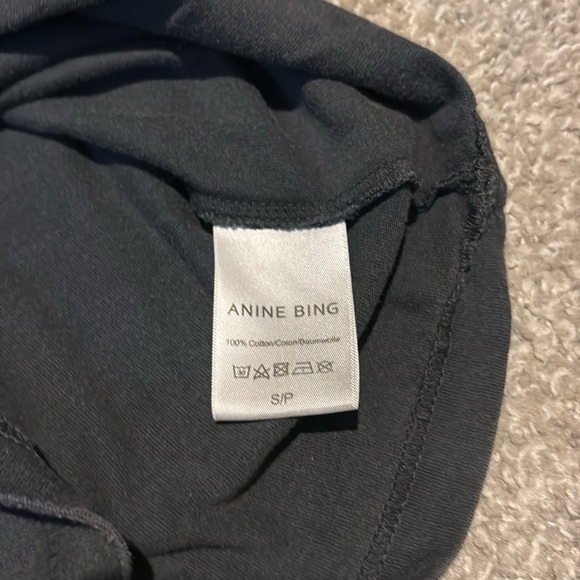 ANINE BING
100% Cotton/Coton/Baumwolle
S/P